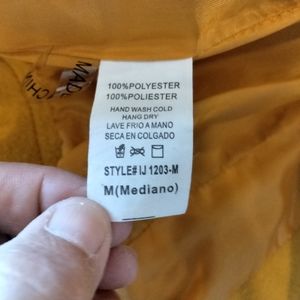 MADE
100%POLYESTER
100%POLIESTER
HAND WASH COLD
HANG DRY
LAVE FRIO A MANO
SECA EN COLGADO
STYLE# IJ 1203-M
M(Mediano)